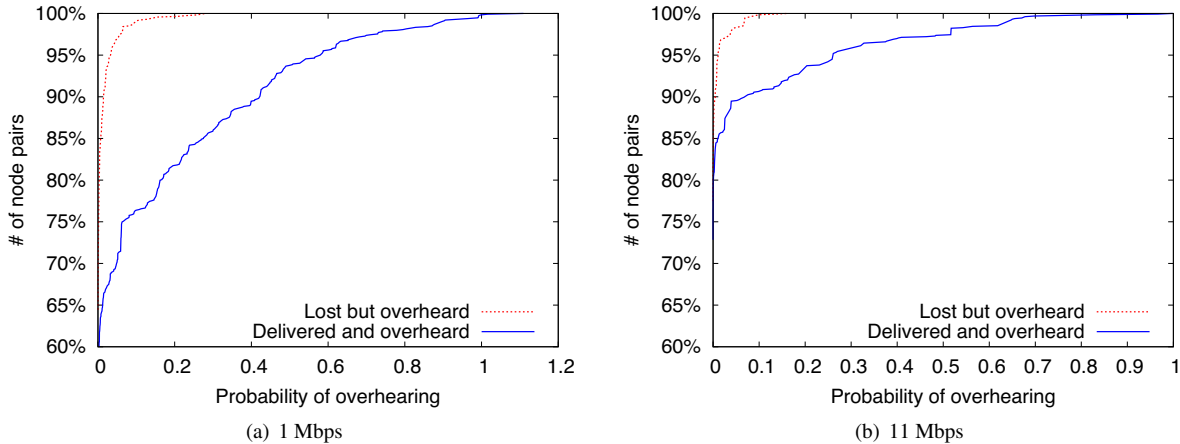 100%
95%
90%
85%
80%
75%
70%
65%
60%
# of node pairs
Lost but overheard
Delivered and overheard
0 0.2 0.4 0.6 0.8 1 1.2
Probability of overhearing
(a) 1 Mbps
100%
95%
90%
85%
80%
75%
70%
65%
60%
# of node pairs
Lost but overheard
Delivered and overheard
0 0.1 0.2 0.3 0.4 0.5 0.6 0.7 0.8 0.9 1
Probability of overhearing
(b) 11 Mbps